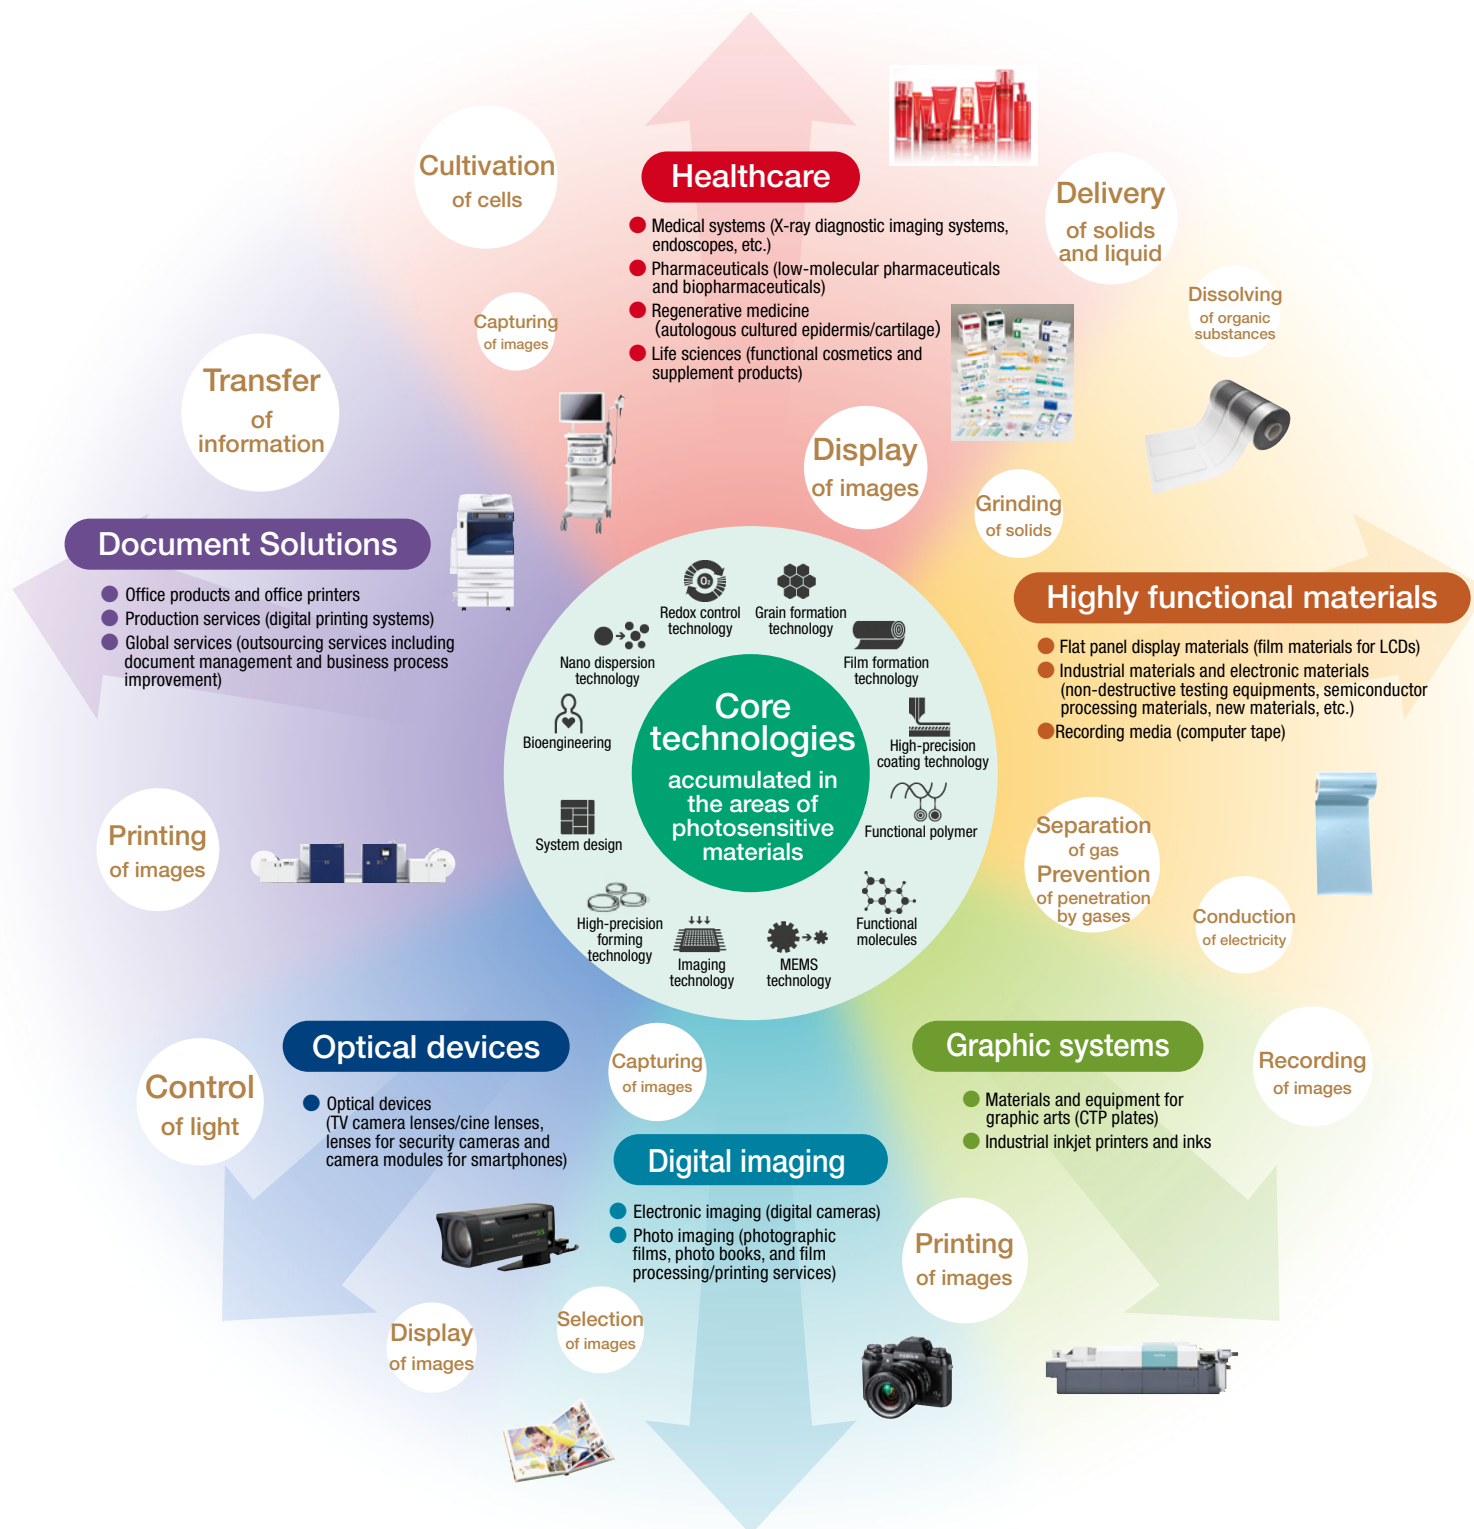 Healthcare
Medical systems (X-ray diagnostic imaging systems,
endoscopes, etc.)
Pharmaceuticals (low-molecular pharmaceuticals
and biopharmaceuticals)
Regenerative medicine
(autologous cultured epidermis/cartilage)
Life sciences (functional cosmetics and
supplement products)
Cultivation
of cells
Capturing
of images
Transfer
of
information
Delivery
of solids
and liquid
Dissolving
of organic
substances
Display
of images
Grinding
of solids
Document Solutions
Office products and office printers
Production services (digital printing systems)
Global services (outsourcing services including
document management and business process
improvement)
Highly functional materials
Flat panel display materials (film materials for LCDs)
Industrial materials and electronic materials
(non-destructive testing equipments, semiconductor
processing materials, new materials, etc.)
Recording media (computer tape)
O2
Redox control
technology
Grain formation
technology
Nano dispersion
technology
Film formation
technology
Bioengineering
High-precision
coating technology
Core
technologies
accumulated in
the areas of
photosensitive
materials
System design
Functional polymer
High-precision
forming
technology
Imaging
technology
MEMS
technology
Functional
molecules
Printing
of images
Separation
of gas
Prevention
of penetration
by gases
Conduction
of electricity
Optical devices
Optical devices
(TV camera lenses/cine lenses,
lenses for security cameras and
camera modules for smartphones)
Control
of light
Capturing
of images
Graphic systems
Materials and equipment for
graphic arts (CTP plates)
Industrial inkjet printers and inks
Recording
of images
Digital imaging
Electronic imaging (digital cameras)
Photo imaging (photographic
films, photo books, and film
processing/printing services)
Printing
of images
Display
of images
Selection
of images